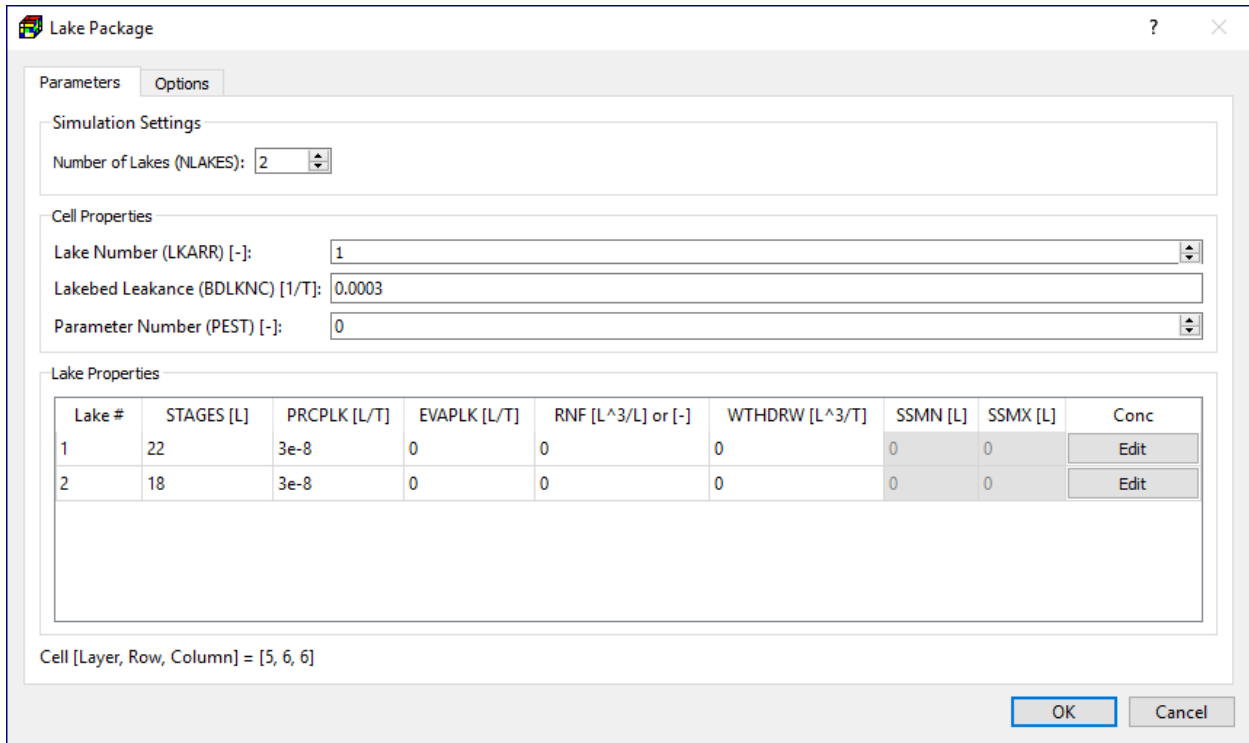 Lake Package ?
Parameters Options
Simulation Settings
Number of Lakes (NLAKES): 2
Cell Properties
Lake Number (LKARR) [-]: 1
Lakebed Leakance (BDLKNC) [1/T]: 0.0003
Parameter Number (PEST) [-]: 0
Lake Properties
Lake # STAGES [L] PRCPLK [L/T] EVAPLK [L/T] RNF [L^3/L] or [-] WTHDRW [L^3/T] SSMN [L] SSMX [L] Conc
1 22 3e-8 0 0 0 0 0 Edit
2 18 3e-8 0 0 0 0 0 Edit
Cell [Layer, Row, Column] = [5, 6, 6]
OK Cancel